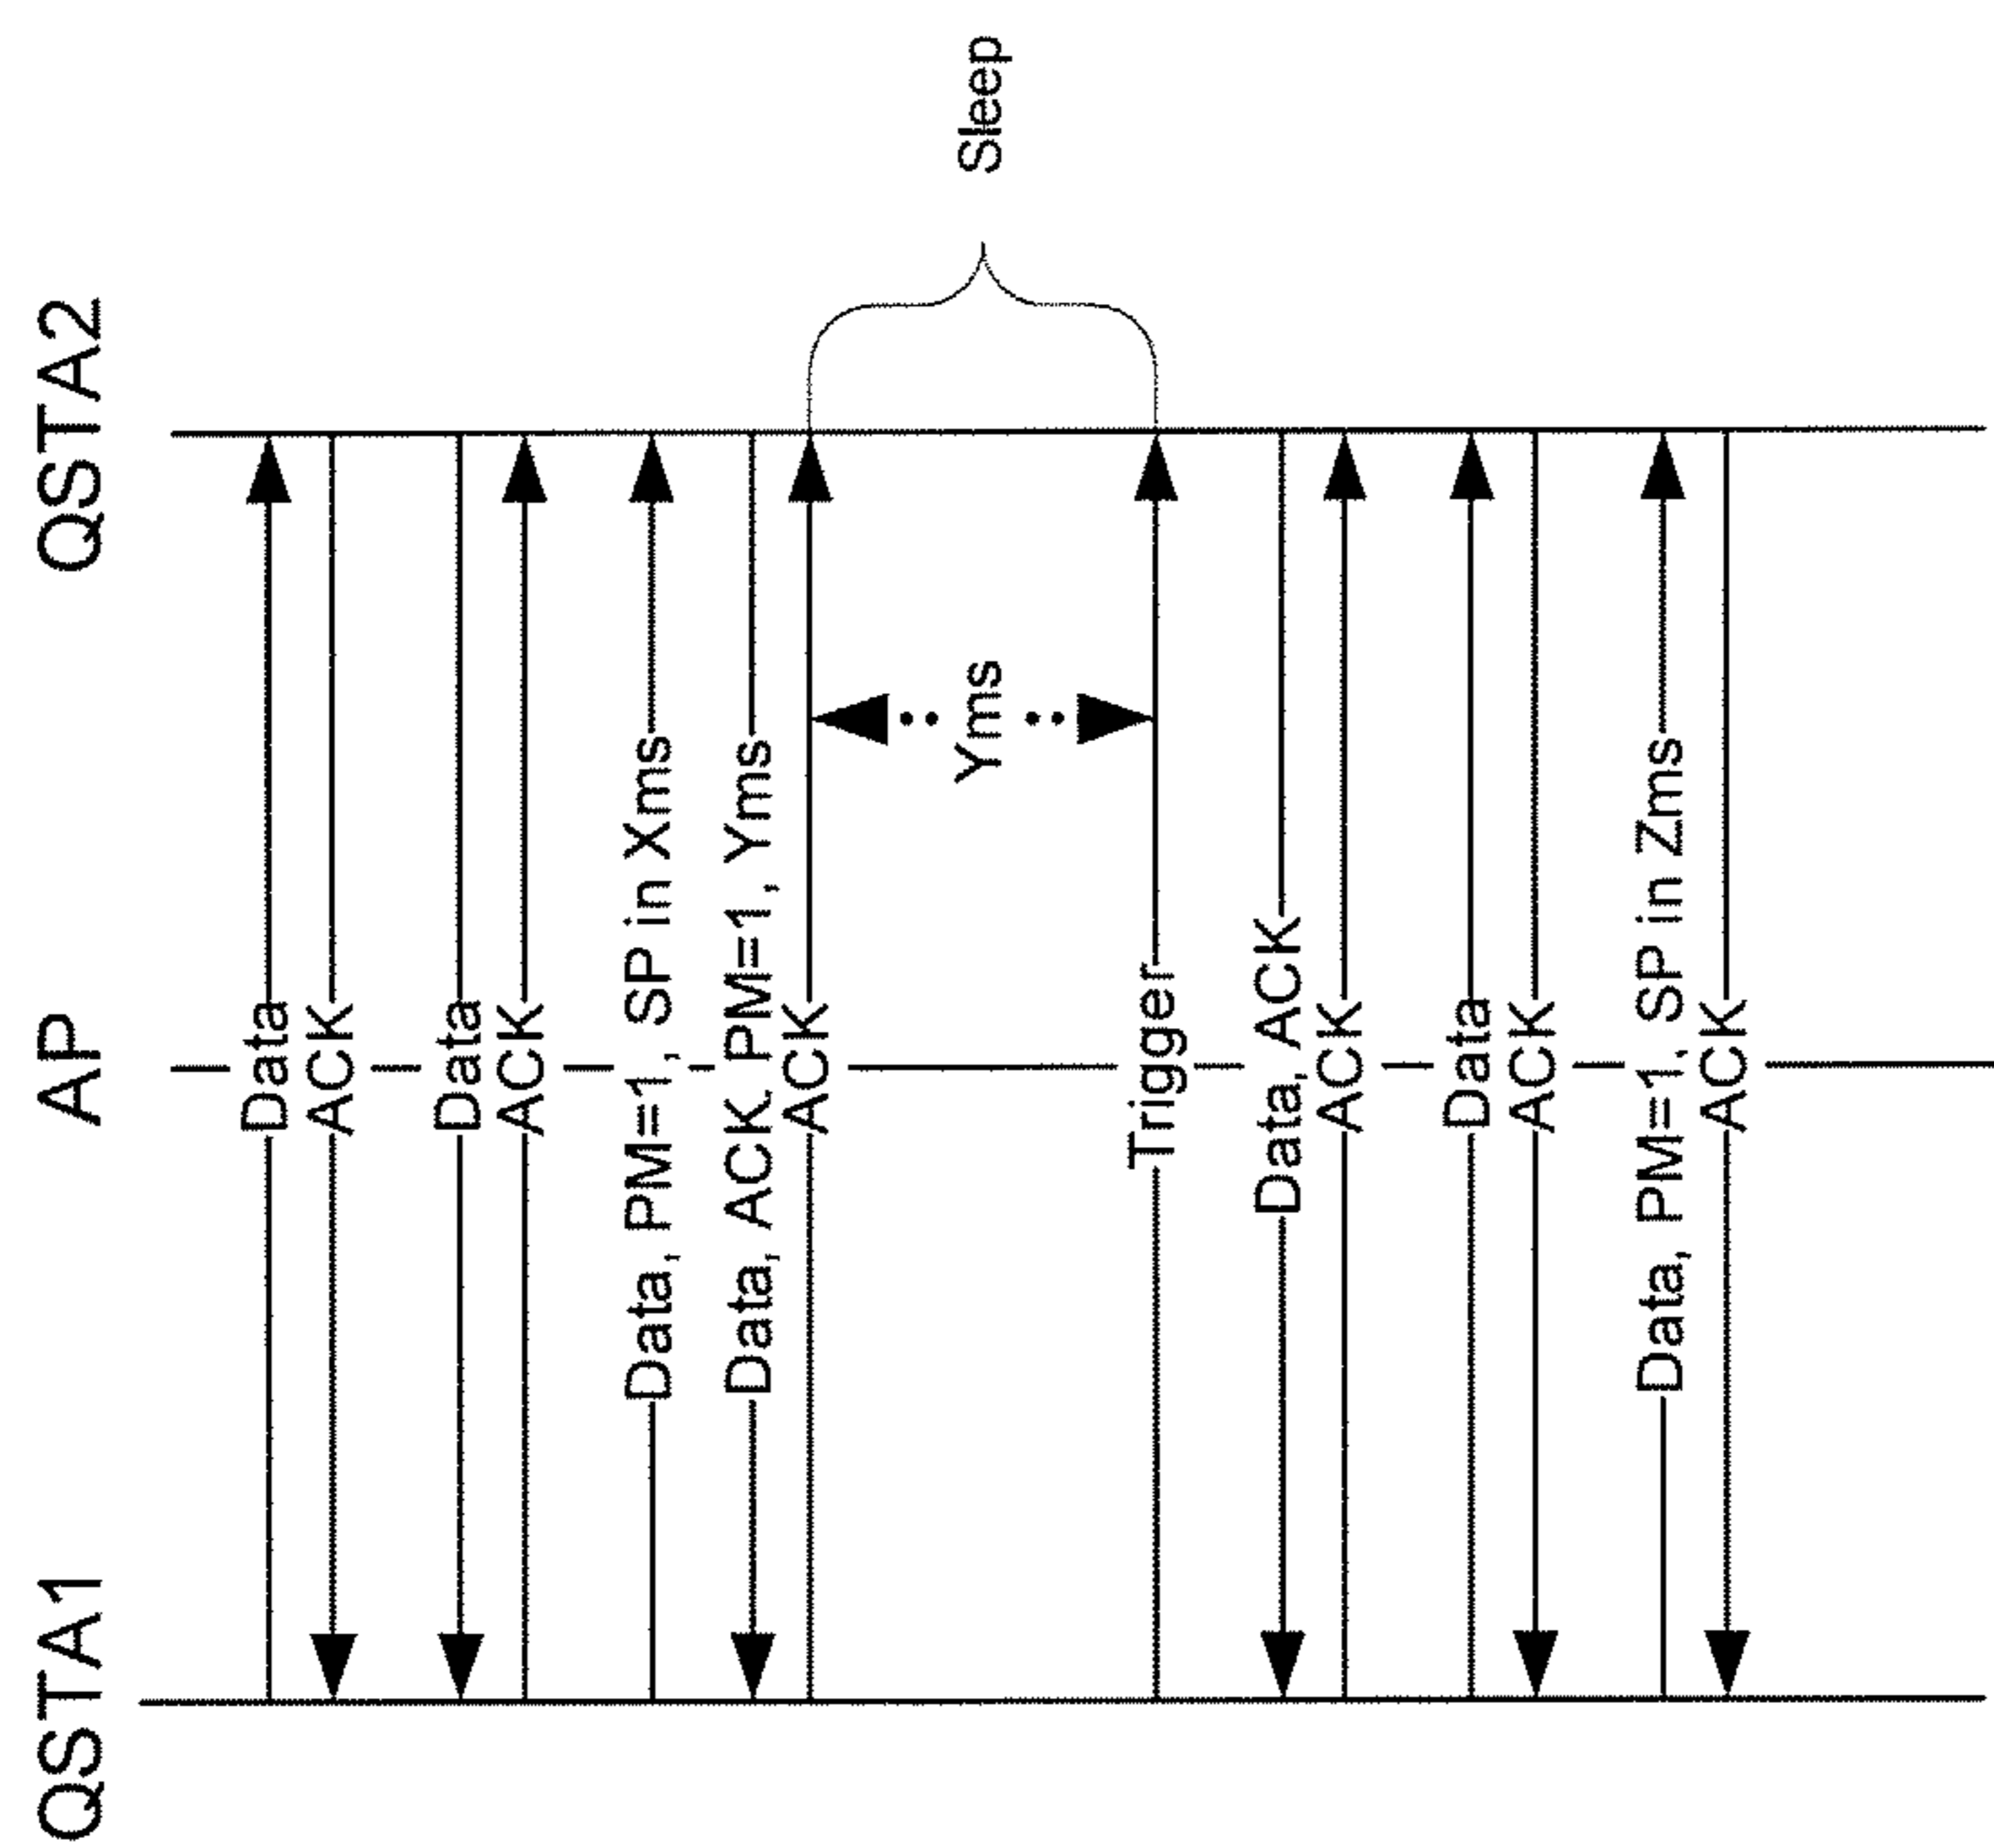 QSTA1
AP
QSTA2
Data
ACK
Data
ACK
Data, PM=1, SP in Xms
Data, ACK, PM=1, Yms
ACK
Yms
Sleep
Trigger
Data, ACK
ACK
Data
ACK
Data, PM=1, SP in Zms
ACK